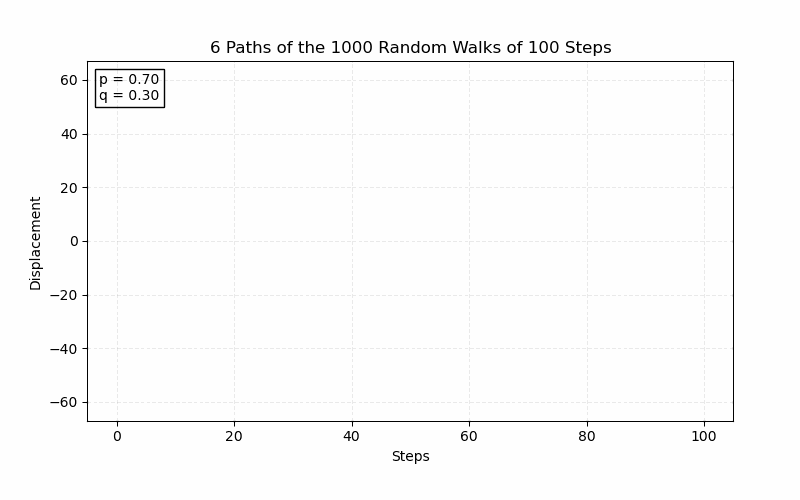 6 Paths of the 1000 Random Walks of 100 Steps
p = 0.70
q = 0.30
60
40
20
0
−20
−40
−60
Displacement
0 20 40 60 80 100
Steps